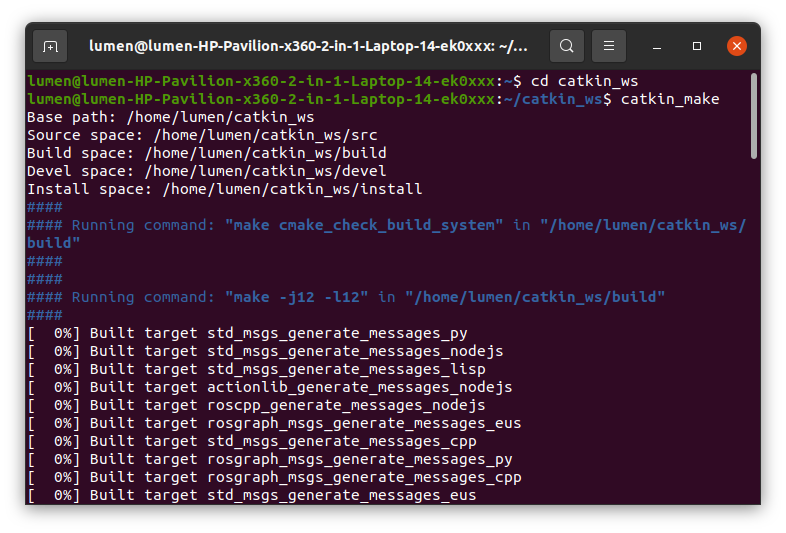 lumen@lumen-HP-Pavilion-x360-2-in-1-Laptop-14-ek0xxx: ~/...
lumen@lumen-HP-Pavilion-x360-2-in-1-Laptop-14-ek0xxx:~$ cd catkin_ws
lumen@lumen-HP-Pavilion-x360-2-in-1-Laptop-14-ek0xxx:~/catkin_ws$ catkin_make
Base path: /home/lumen/catkin_ws
Source space: /home/lumen/catkin_ws/src
Build space: /home/lumen/catkin_ws/build
Devel space: /home/lumen/catkin_ws/devel
Install space: /home/lumen/catkin_ws/install
####
#### Running command: "make cmake_check_build_system" in "/home/lumen/catkin_ws/
build"
####
####
#### Running command: "make -j12 -l12" in "/home/lumen/catkin_ws/build"
####
[  0%] Built target std_msgs_generate_messages_py
[  0%] Built target std_msgs_generate_messages_nodejs
[  0%] Built target std_msgs_generate_messages_lisp
[  0%] Built target actionlib_generate_messages_nodejs
[  0%] Built target roscpp_generate_messages_nodejs
[  0%] Built target rosgraph_msgs_generate_messages_eus
[  0%] Built target std_msgs_generate_messages_cpp
[  0%] Built target rosgraph_msgs_generate_messages_py
[  0%] Built target rosgraph_msgs_generate_messages_cpp
[  0%] Built target std_msgs_generate_messages_eus